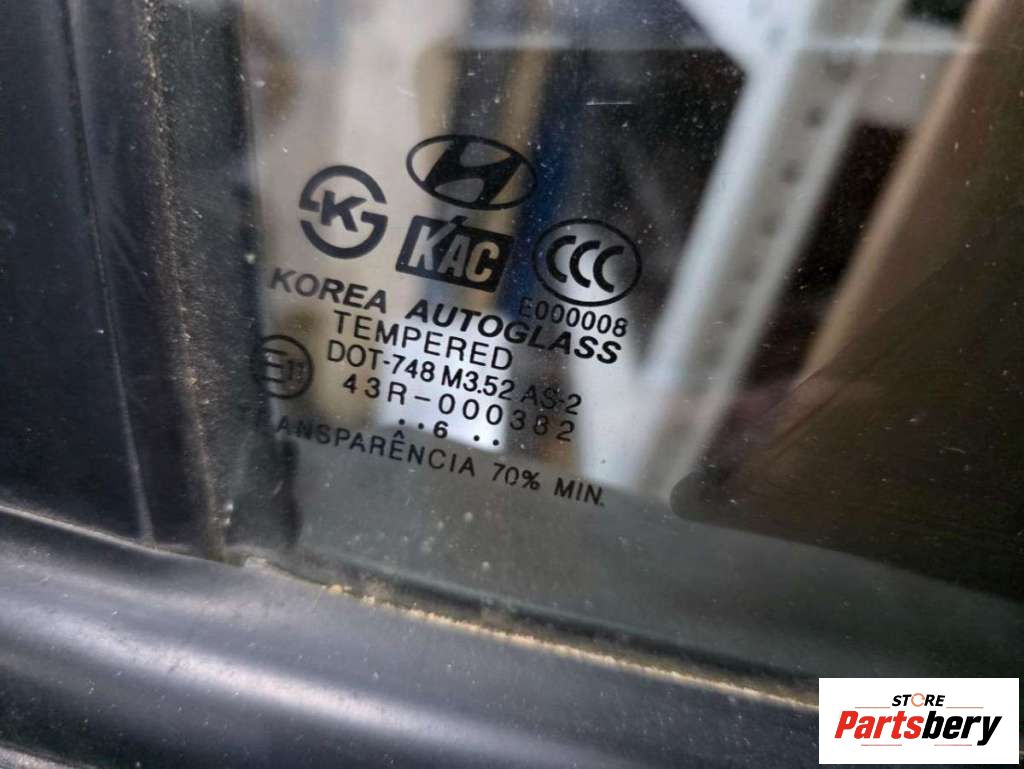 K
KAC
CCC
E000008
KOREA AUTOGLASS
TEMPERED
DOT-748 M3.52 AS-2
43R-000382
..6 ..
ANSPARÊNCIA 70% MIN.
STORE
Partsbery